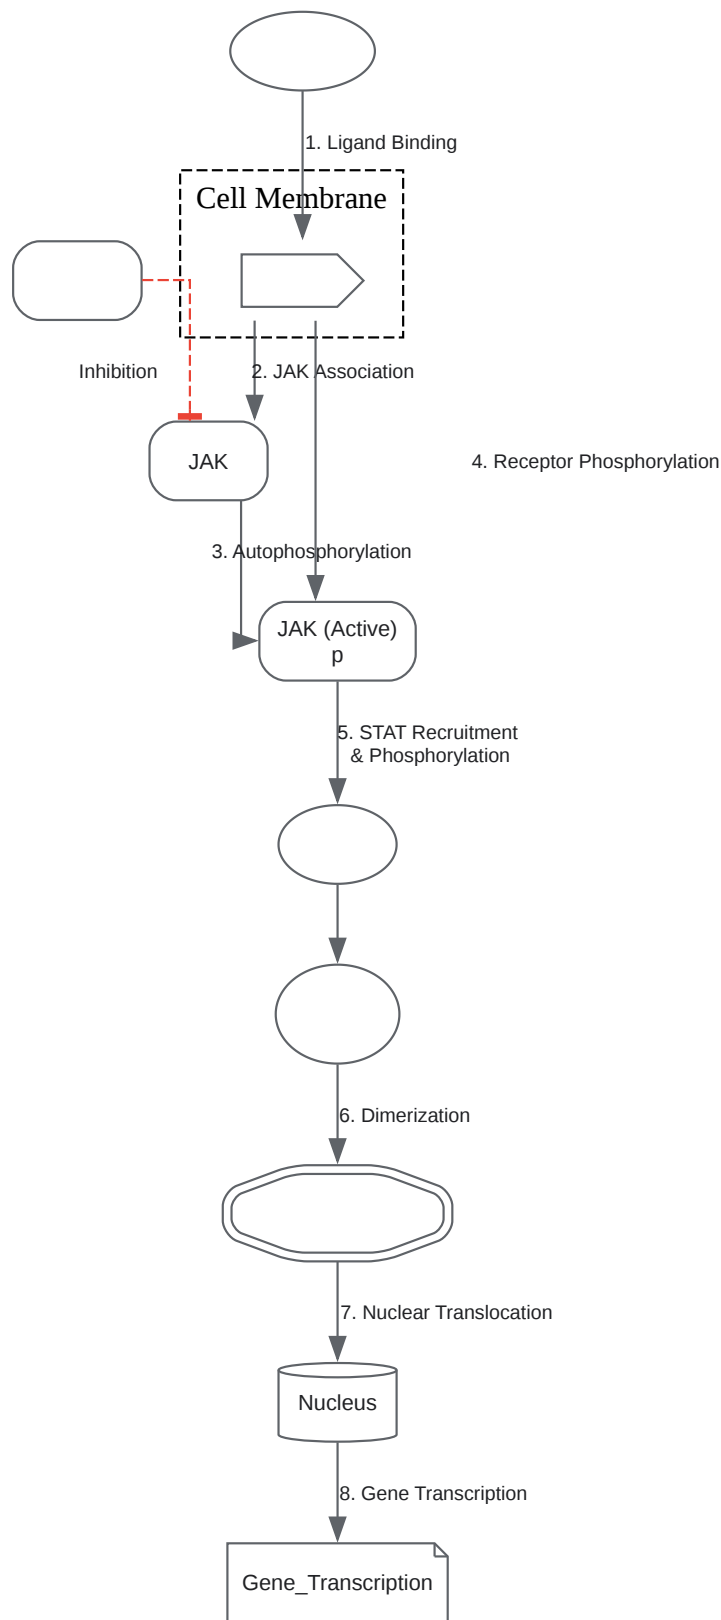 1. Ligand Binding
Cell Membrane
Inhibition
2. JAK Association
JAK
4. Receptor Phosphorylation
3. Autophosphorylation
JAK (Active)
p
5. STAT Recruitment
& Phosphorylation
6. Dimerization
7. Nuclear Translocation
Nucleus
8. Gene Transcription
Gene_Transcription